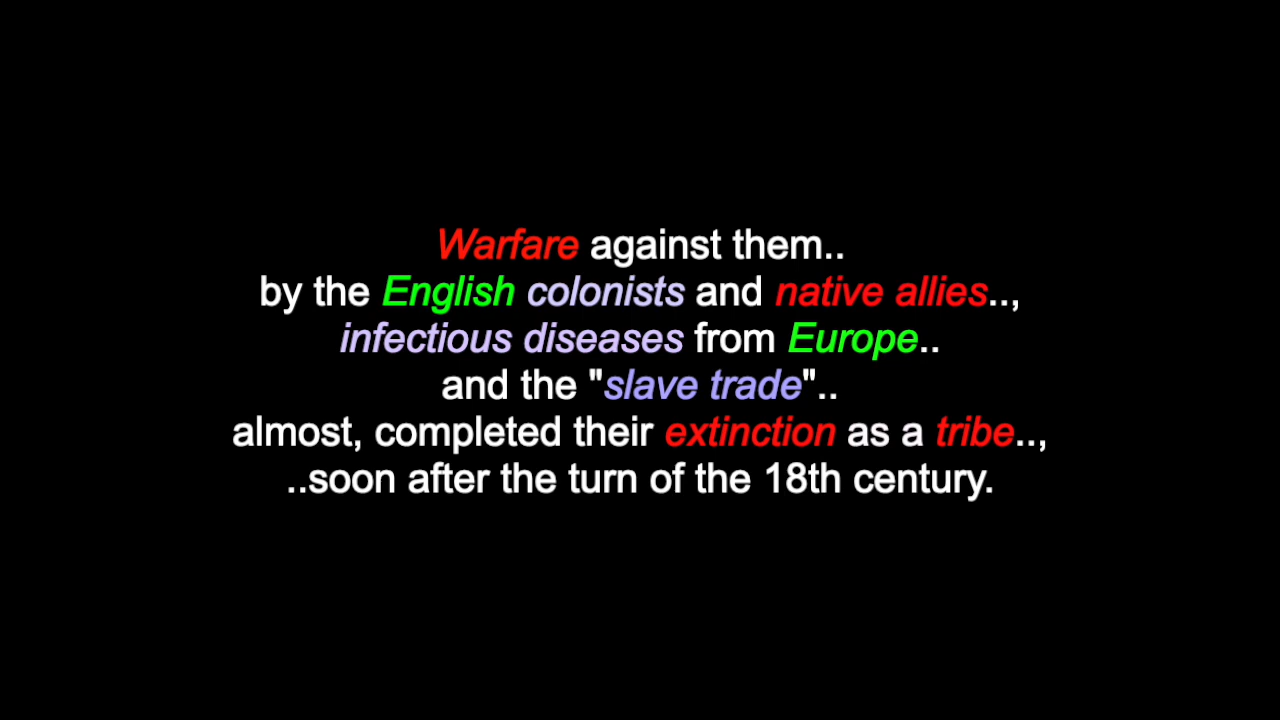 Warfare against them..
by the English colonists and native allies..,
infectious diseases from Europe..
and the "slave trade"..
almost, completed their extinction as a tribe..,
..soon after the turn of the 18th century.